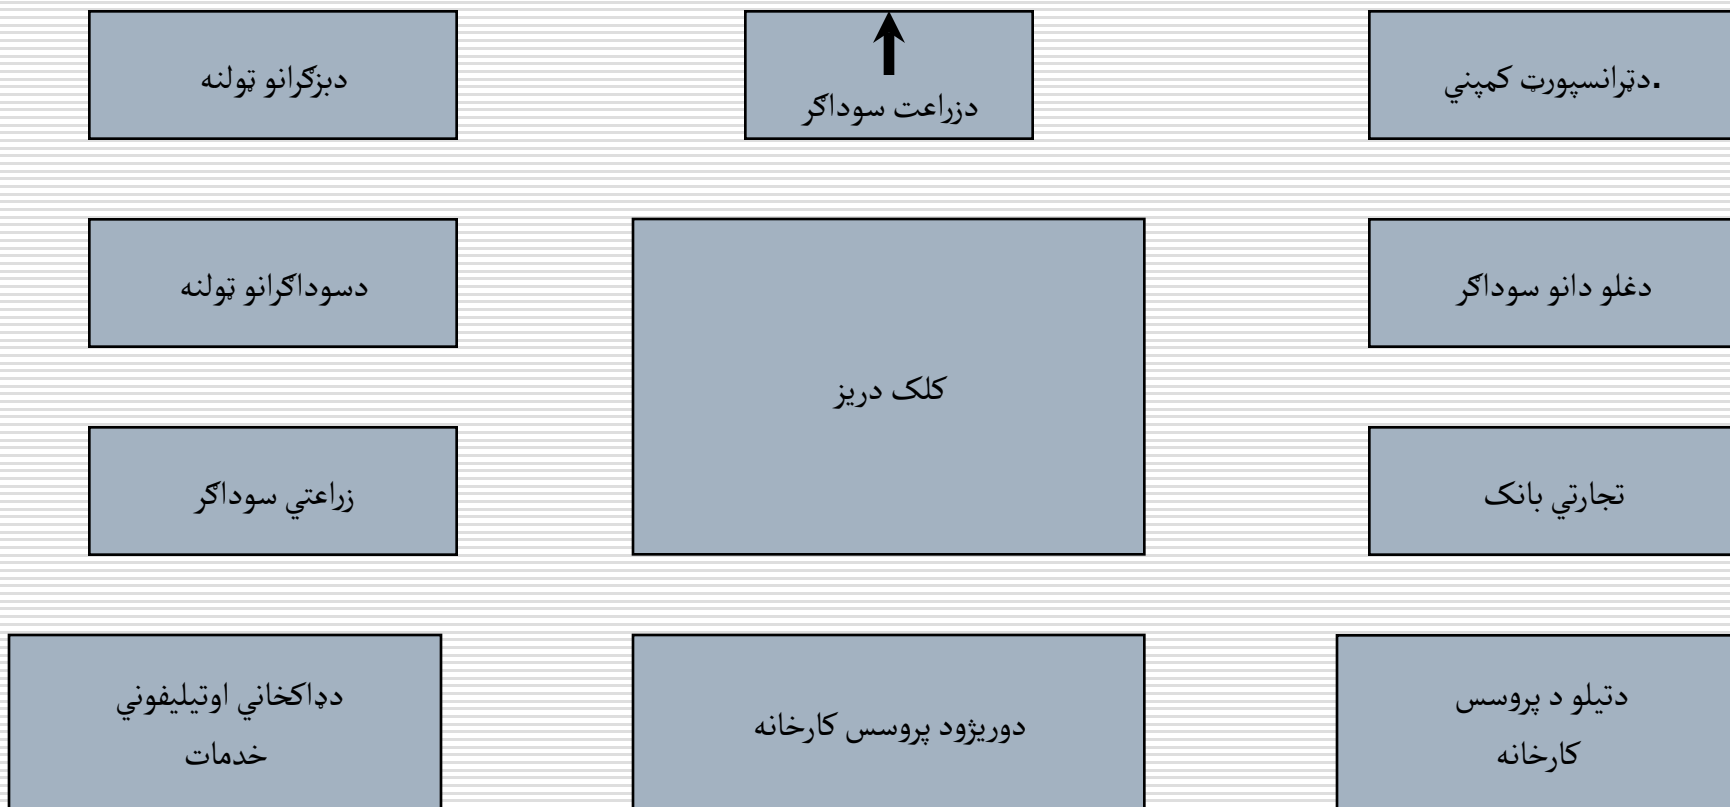 .دټرانسپورټ کمپني
دزراعت سوداګر
دبزګرانو ټولنه
دغلو دانو سوداګر
کلک دریز
دسوداګرانو ټولنه
تجارتي بانک
زراعتي سوداګر
دتیلو د پروسس
کارخانه
دوریژود پروسس کارخانه
دډاکخاني اوتیلیفوني
خدمات